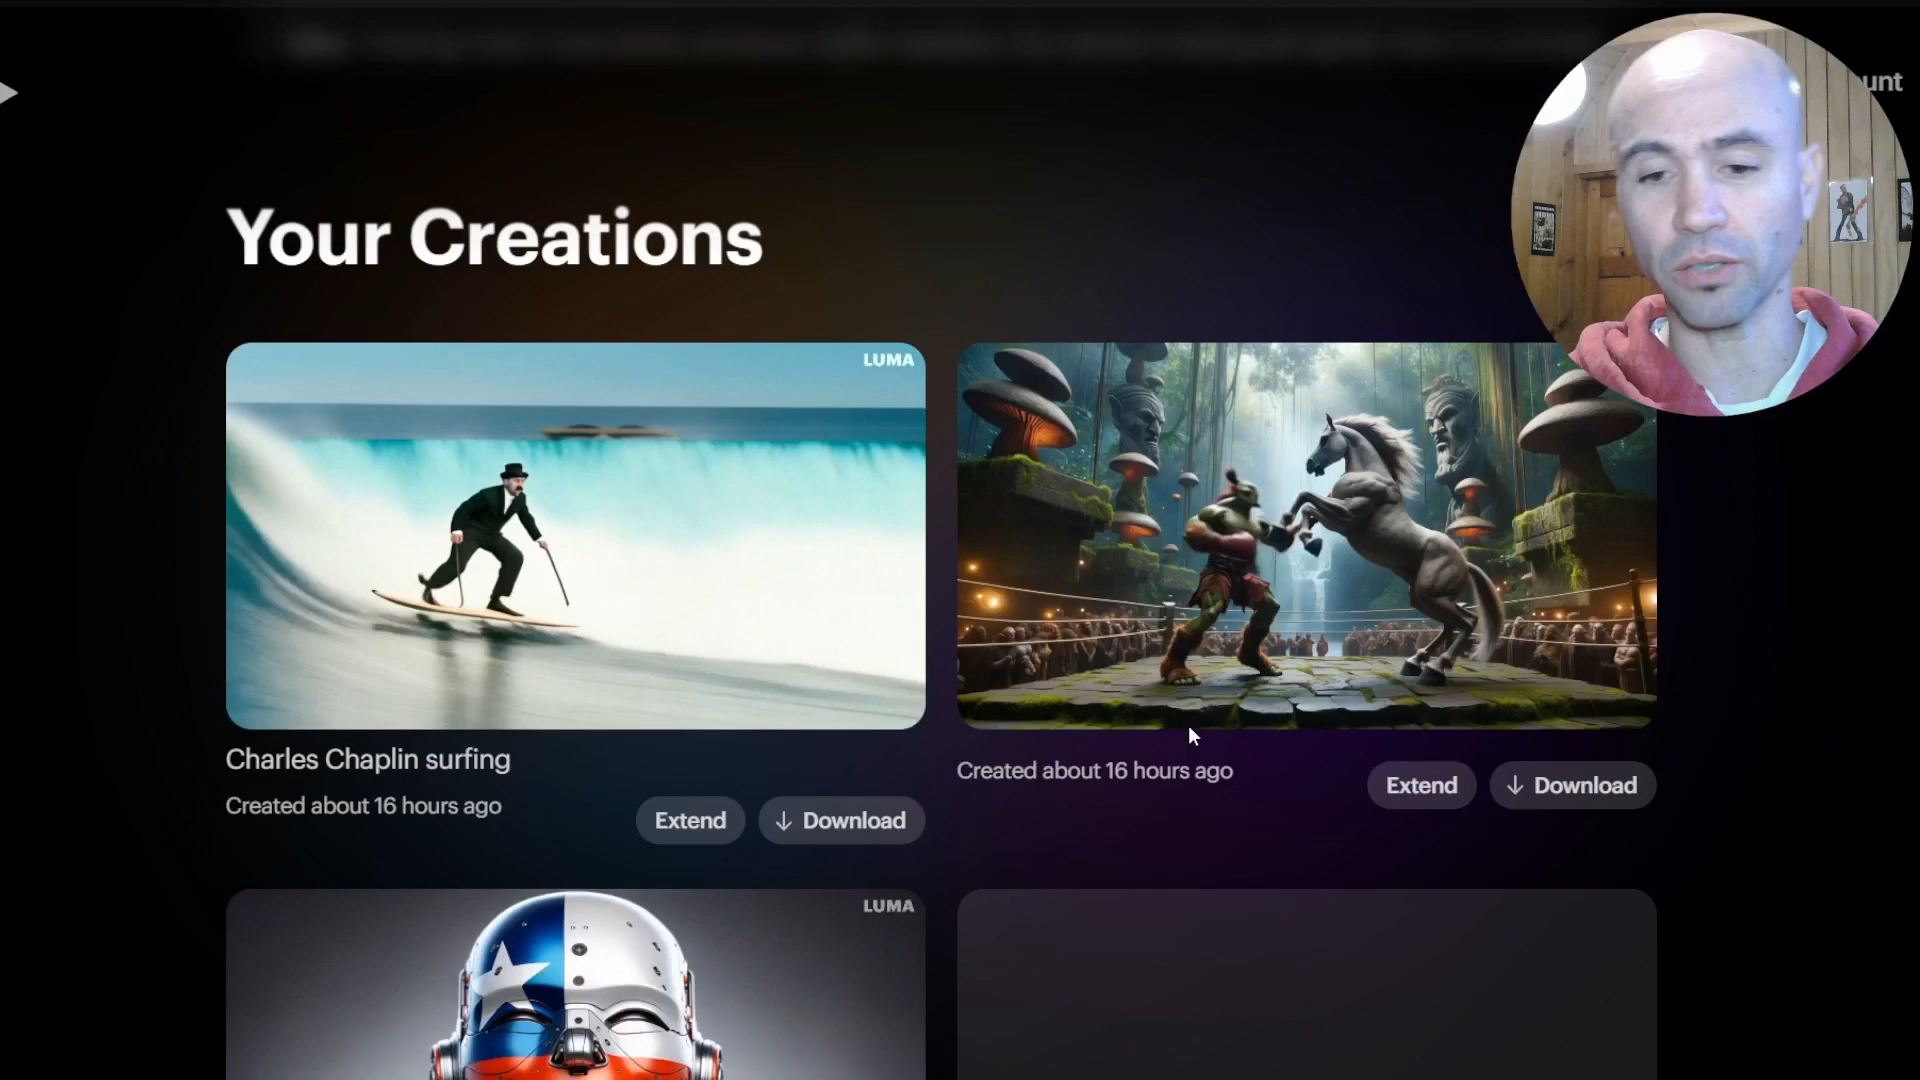 unt
Your Creations
LUMA
Charles Chaplin surfing
Created about 16 hours ago
Extend
Download
Created about 16 hours ago
Extend
Download
LUMA